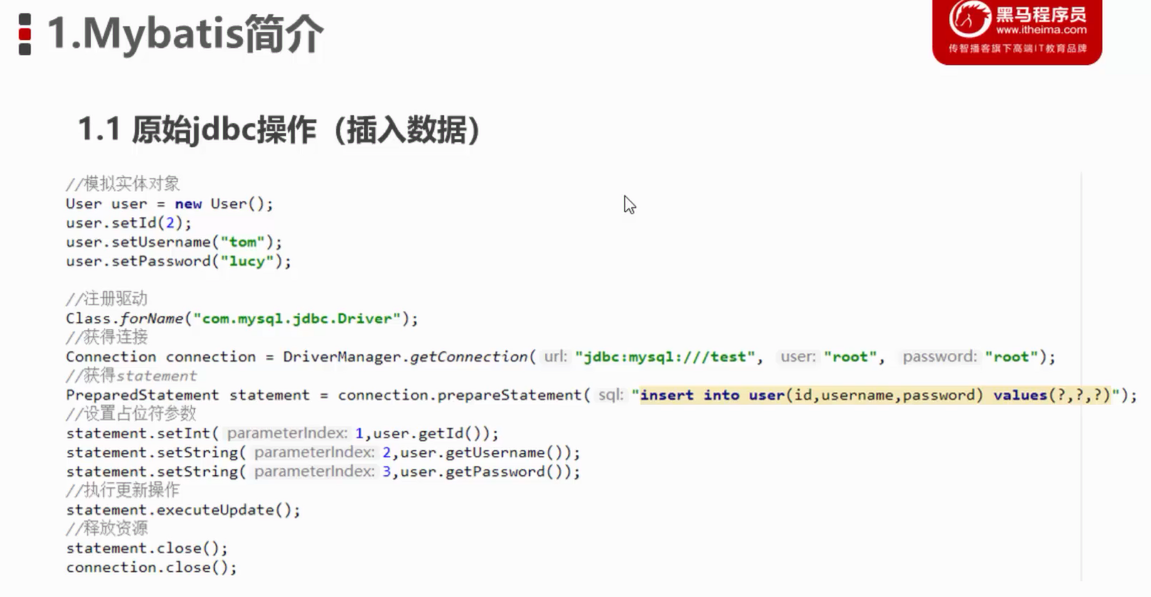 1.Mybatis简介
黑马程序员
www.itheima.com
传智播客旗下高端IT教育品牌
1.1 原始jdbc操作（插入数据）
//模拟实体对象
User user = new User();
user.setId(2);
user.setUsername("tom");
user.setPassword("lucy");
//注册驱动
Class.forName("com.mysql.jdbc.Driver");
//获得连接
Connection connection = DriverManager.getConnection( url: "jdbc:mysql:///test", user: "root", password: "root");
//获得statement
PreparedStatement statement = connection.prepareStatement( sql: "insert into user(id,username,password) values(?,?,?)");
//设置占位符参数
statement.setInt( parameterIndex: 1,user.getId());
statement.setString( parameterIndex: 2,user.getUsername());
statement.setString( parameterIndex: 3,user.getPassword());
//执行更新操作
statement.executeUpdate();
//释放资源
statement.close();
connection.close();